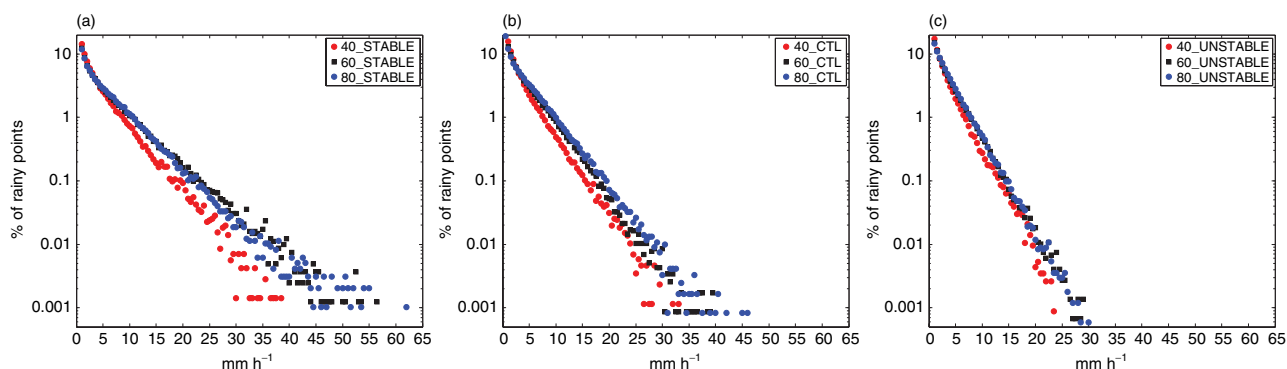 (a)
40_STABLE
60_STABLE
80_STABLE
% of rainy points
10
1
0.1
0.01
0.001
0 5 10 15 20 25 30 35 40 45 50 55 60 65
mm h⁻¹
(b)
40_CTL
60_CTL
80_CTL
% of rainy points
10
1
0.1
0.01
0.001
0 5 10 15 20 25 30 35 40 45 50 55 60 65
mm h⁻¹
(c)
40_UNSTABLE
60_UNSTABLE
80_UNSTABLE
% of rainy points
10
1
0.1
0.01
0.001
0 5 10 15 20 25 30 35 40 45 50 55 60 65
mm h⁻¹